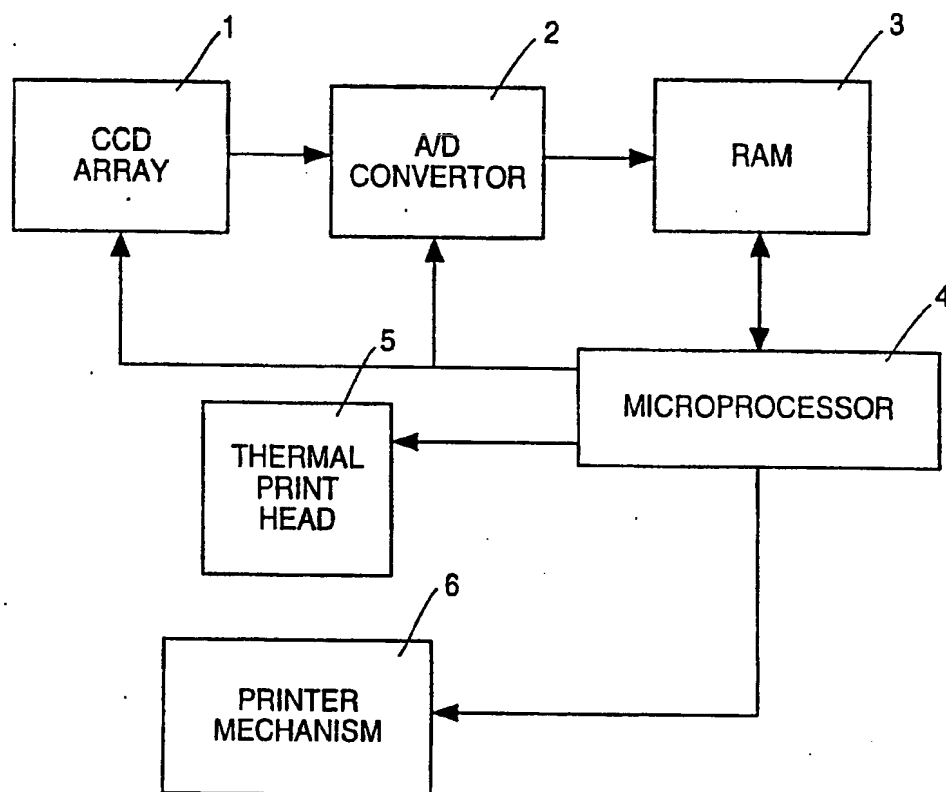 1
CCD
ARRAY
2
A/D
CONVERTOR
3
RAM
4
MICROPROCESSOR
5
THERMAL
PRINT
HEAD
6
PRINTER
MECHANISM